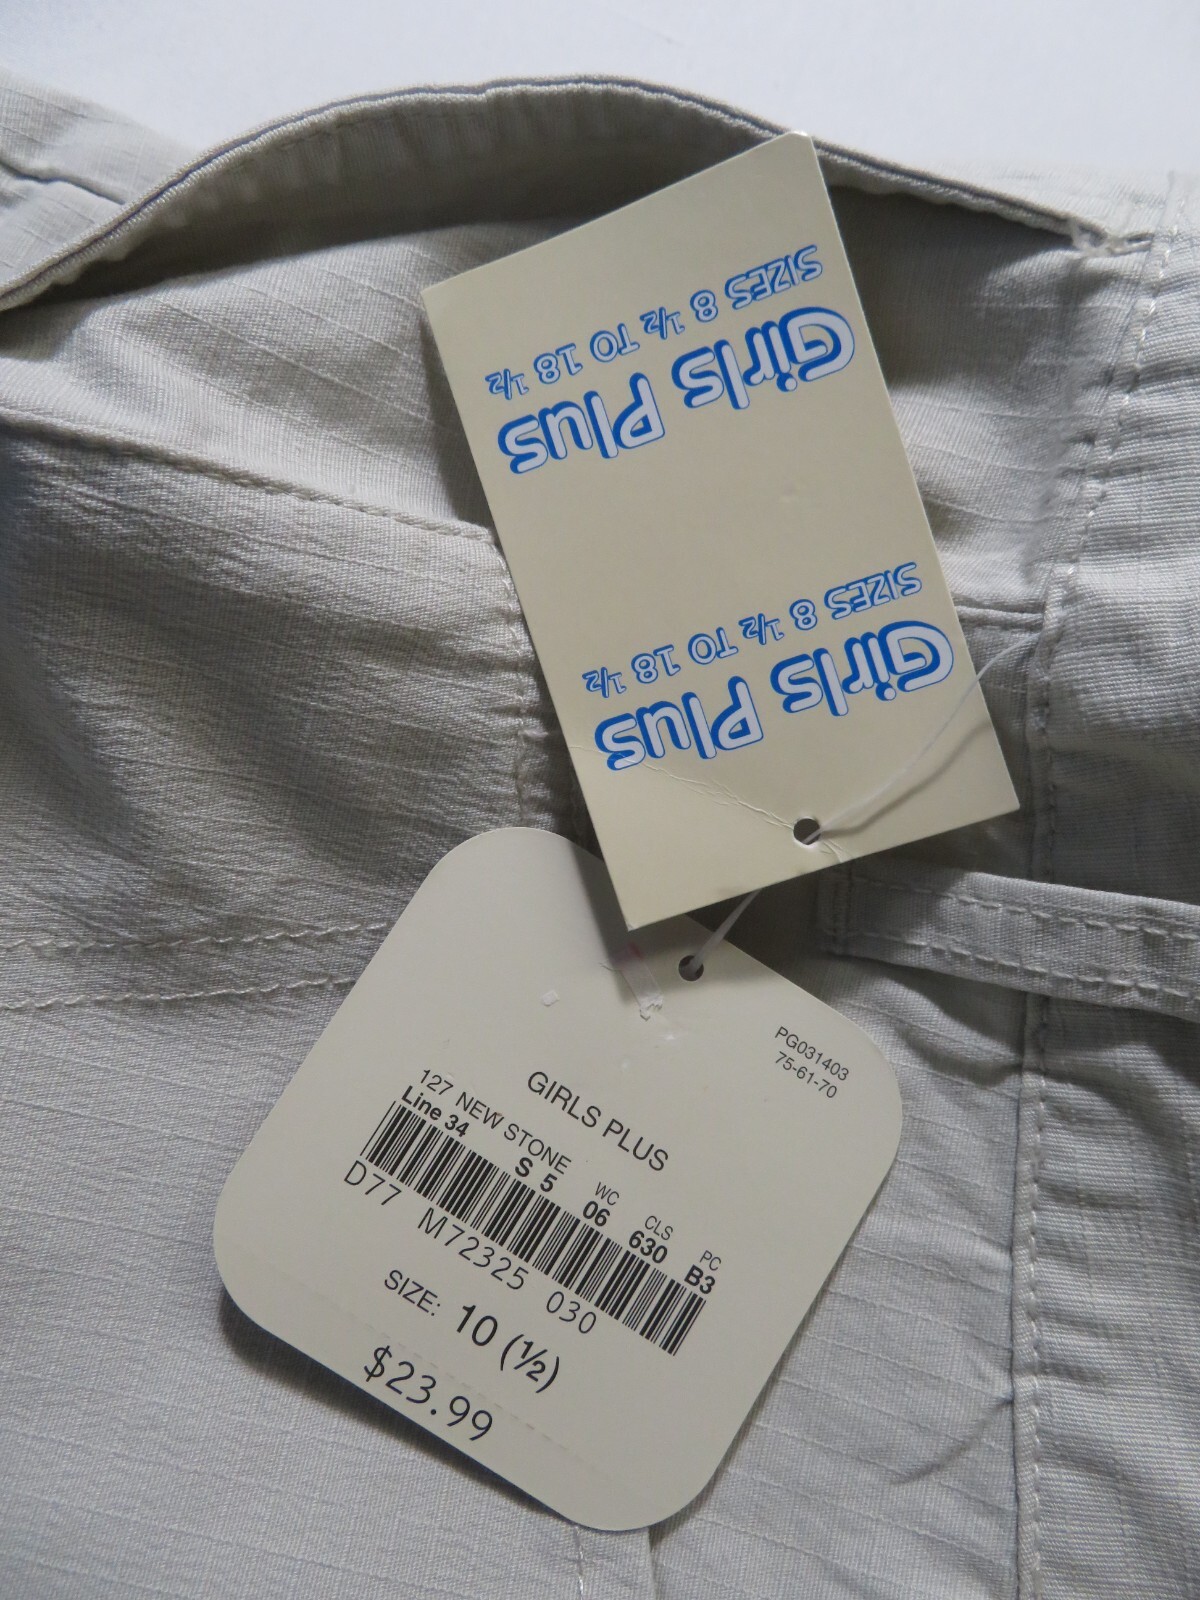 Girls Plus
SIZES 8 1/2 TO 18 1/2
Girls Plus
SIZES 8 1/2 TO 18 1/2
PG031403
75-61-70
GIRLS PLUS
127 NEW STONE WC CLS PC
Line 34 S 5 06 630 B3
D77 M72325 030
SIZE: 10 (½)
$23.99